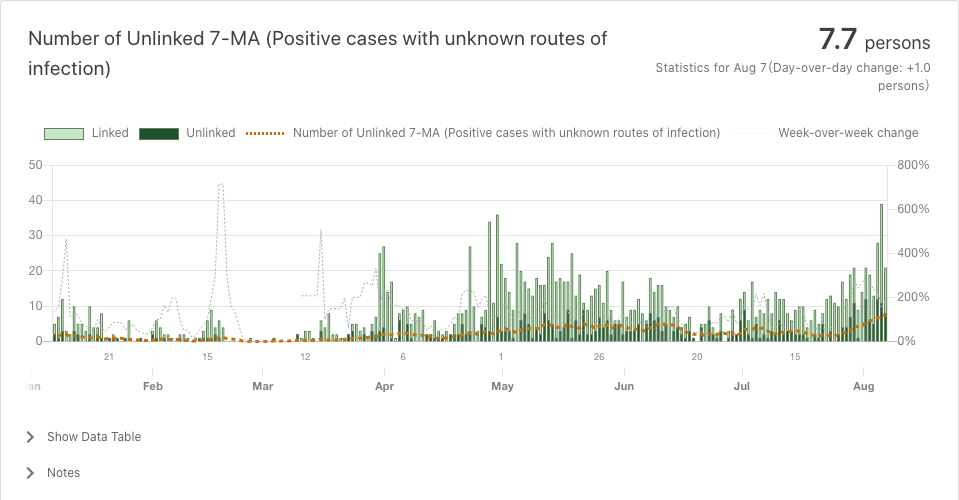 Number of Unlinked 7-MA (Positive cases with unknown routes of
infection)
7.7 persons
Statistics for Aug 7(Day-over-day change: +1.0
persons)
Linked Unlinked Number of Unlinked 7-MA (Positive cases with unknown routes of infection) Week-over-week change
50 800%
40 600%
30 400%
20 200%
10 0%
0
21 15 12 6 1 26 20 15
an Feb Mar Apr May Jun Jul Aug
Show Data Table
Notes